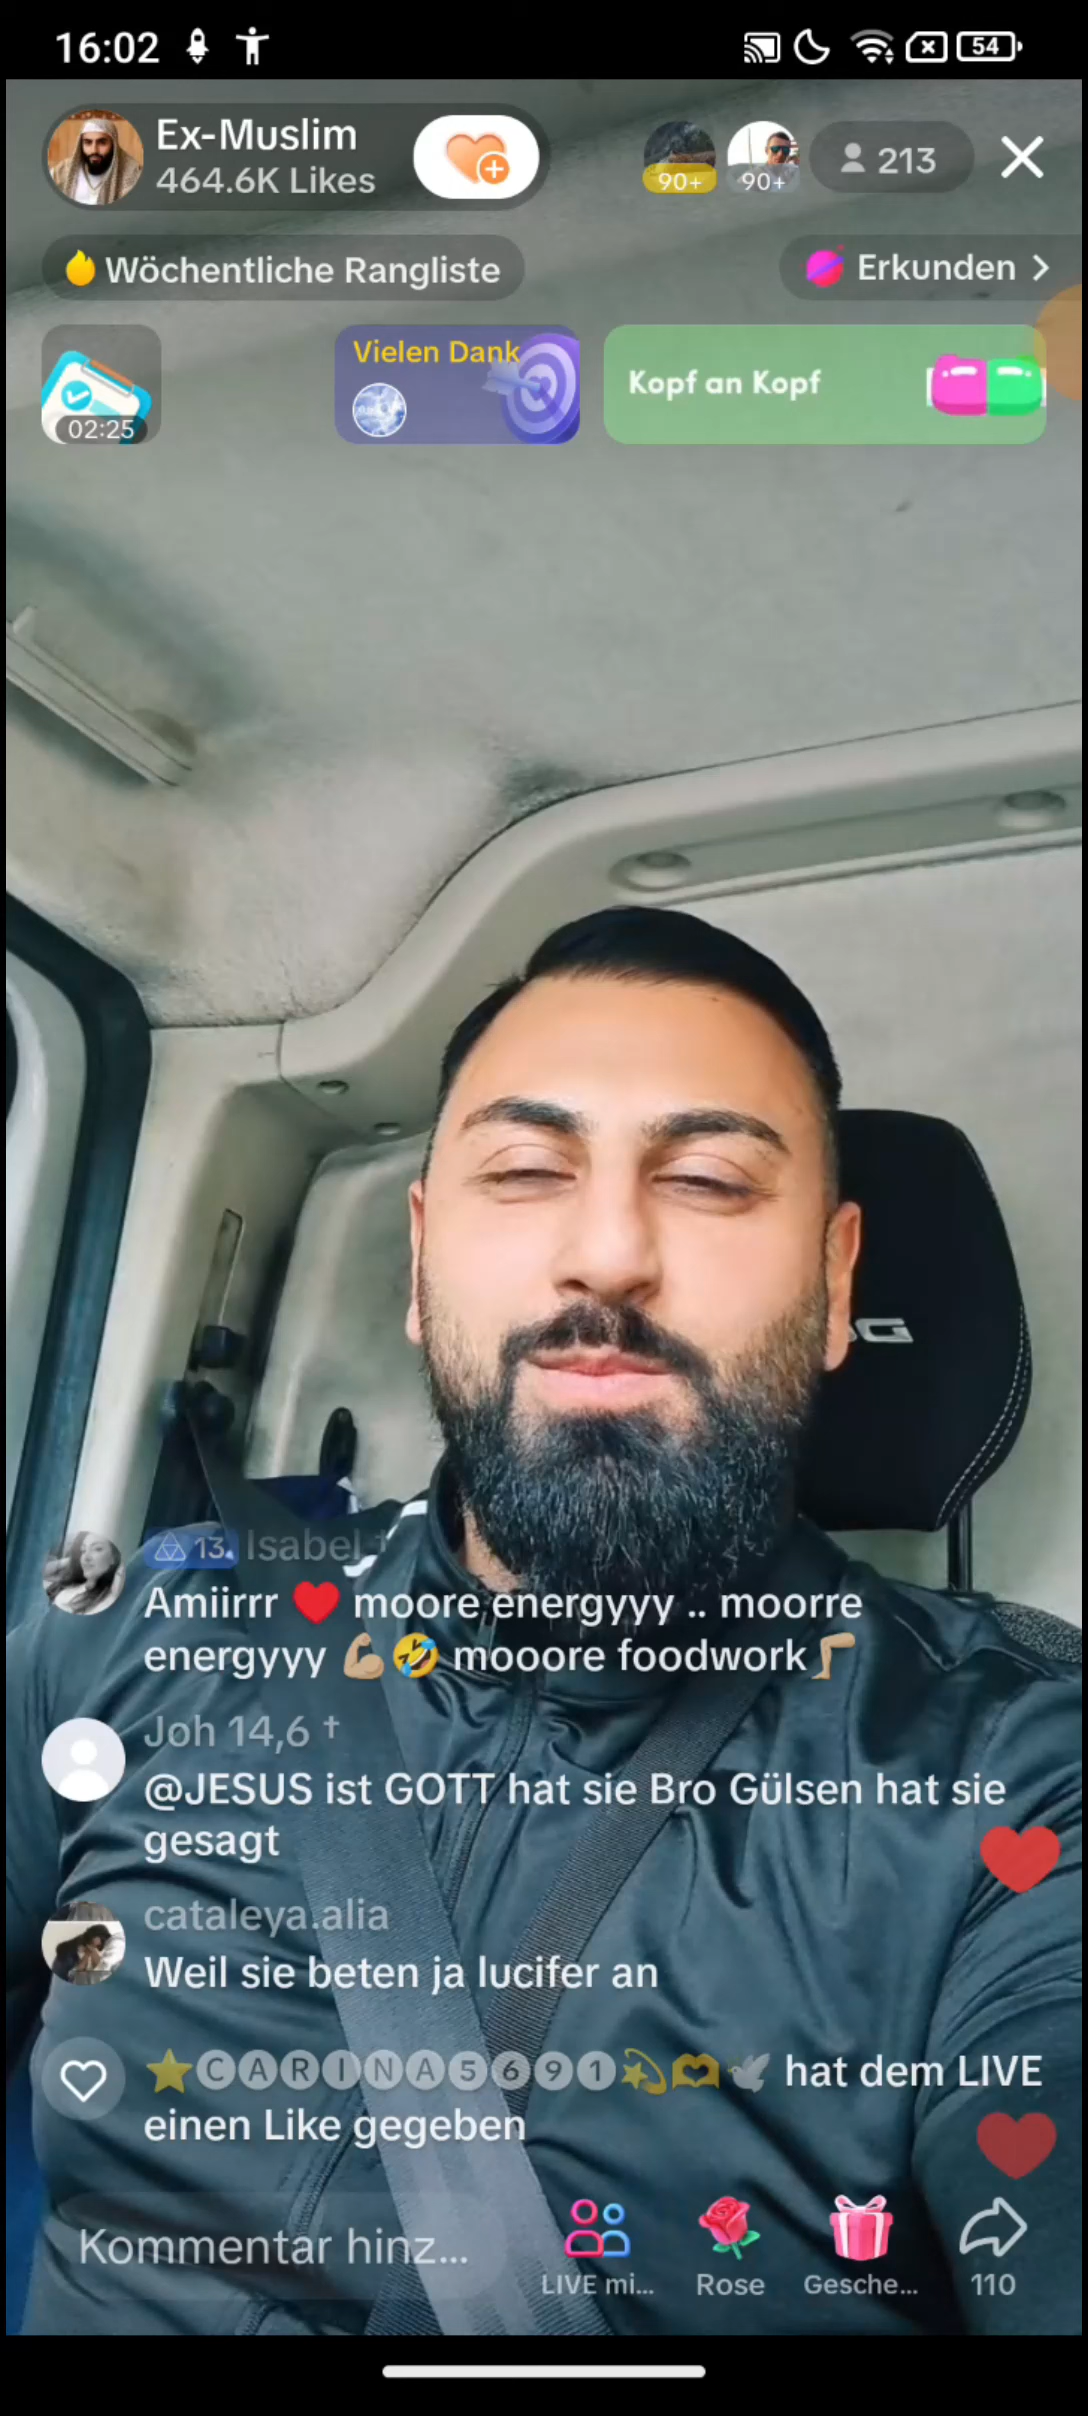 16:02
54
Ex-Muslim
464.6K Likes
90+
90+
213
Wöchentliche Rangliste
Erkunden
02:25
Vielen Dank
Kopf an Kopf
G
13
Isabel †
Amiirrr ❤️ moore energyyy .. moorre
energyyy 💪🏼🤣 mooore foodwork🦵🏼
Joh 14,6 †
@JESUS ist GOTT hat sie Bro Gülsen hat sie
gesagt
cataleya.alia
Weil sie beten ja lucifer an
⭐🅒🅐🅡🅘🅝🅐❺❻❾❶💫🫶🕊️ hat dem LIVE
einen Like gegeben
Kommentar hinz...
LIVE mi...
Rose
Gesche...
110